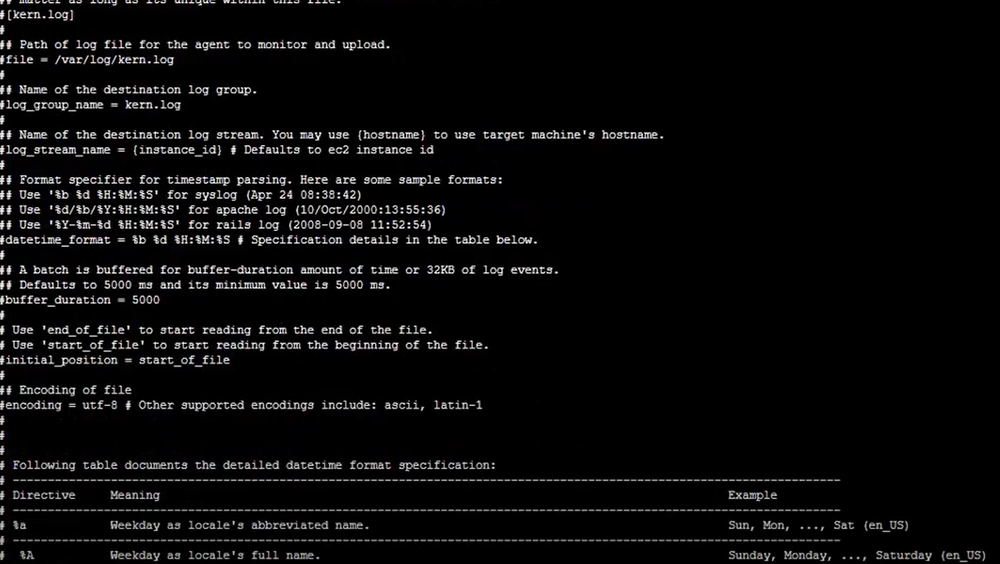 ## matter as long as its unique within this file.
#[kern.log]
#
## Path of log file for the agent to monitor and upload.
#file = /var/log/kern.log
#
## Name of the destination log group.
#log_group_name = kern.log
#
## Name of the destination log stream. You may use {hostname} to use target machine's hostname.
#log_stream_name = {instance_id} # Defaults to ec2 instance id
#
## Format specifier for timestamp parsing. Here are some sample formats:
## Use '%b %d %H:%M:%S' for syslog (Apr 24 08:38:42)
## Use '%d/%b/%Y:%H:%M:%S' for apache log (10/Oct/2000:13:55:36)
## Use '%Y-%m-%d %H:%M:%S' for rails log (2008-09-08 11:52:54)
#datetime_format = %b %d %H:%M:%S # Specification details in the table below.
#
## A batch is buffered for buffer-duration amount of time or 32KB of log events.
## Defaults to 5000 ms and its minimum value is 5000 ms.
#buffer_duration = 5000
#
# Use 'end_of_file' to start reading from the end of the file.
# Use 'start_of_file' to start reading from the beginning of the file.
#initial_position = start_of_file
#
## Encoding of file
#encoding = utf-8 # Other supported encodings include: ascii, latin-1
#
#
#
# Following table documents the detailed datetime format specification:
# ----------------------------------------------------------------------------------------------------------------------
# Directive     Meaning                                                                                 Example
# ----------------------------------------------------------------------------------------------------------------------
# %a            Weekday as locale's abbreviated name.                                                   Sun, Mon, ..., Sat (en_US)
# ----------------------------------------------------------------------------------------------------------------------
#  %A           Weekday as locale's full name.                                                          Sunday, Monday, ..., Saturday (en_US)